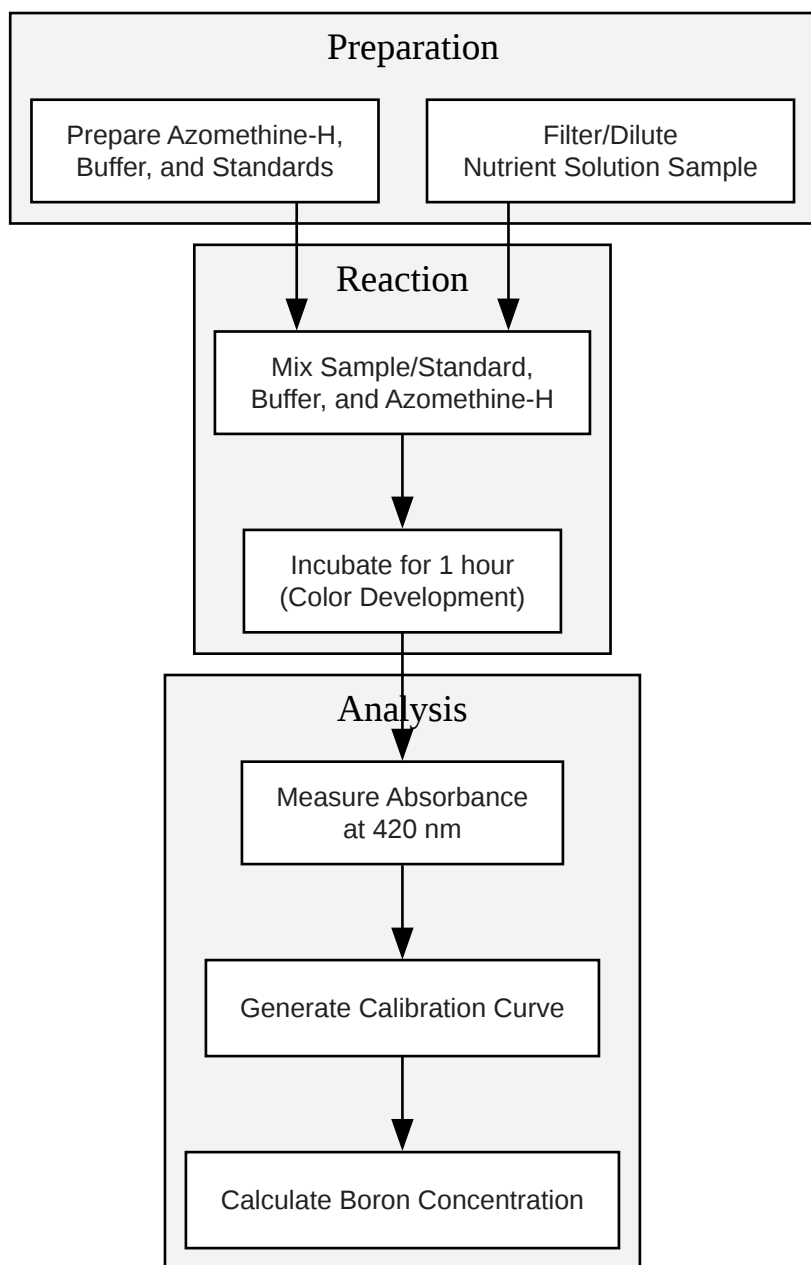 Preparation
Prepare Azomethine-H,
Buffer, and Standards
Filter/Dilute
Nutrient Solution Sample
Reaction
Mix Sample/Standard,
Buffer, and Azomethine-H
Incubate for 1 hour
(Color Development)
Analysis
Measure Absorbance
at 420 nm
Generate Calibration Curve
Calculate Boron Concentration